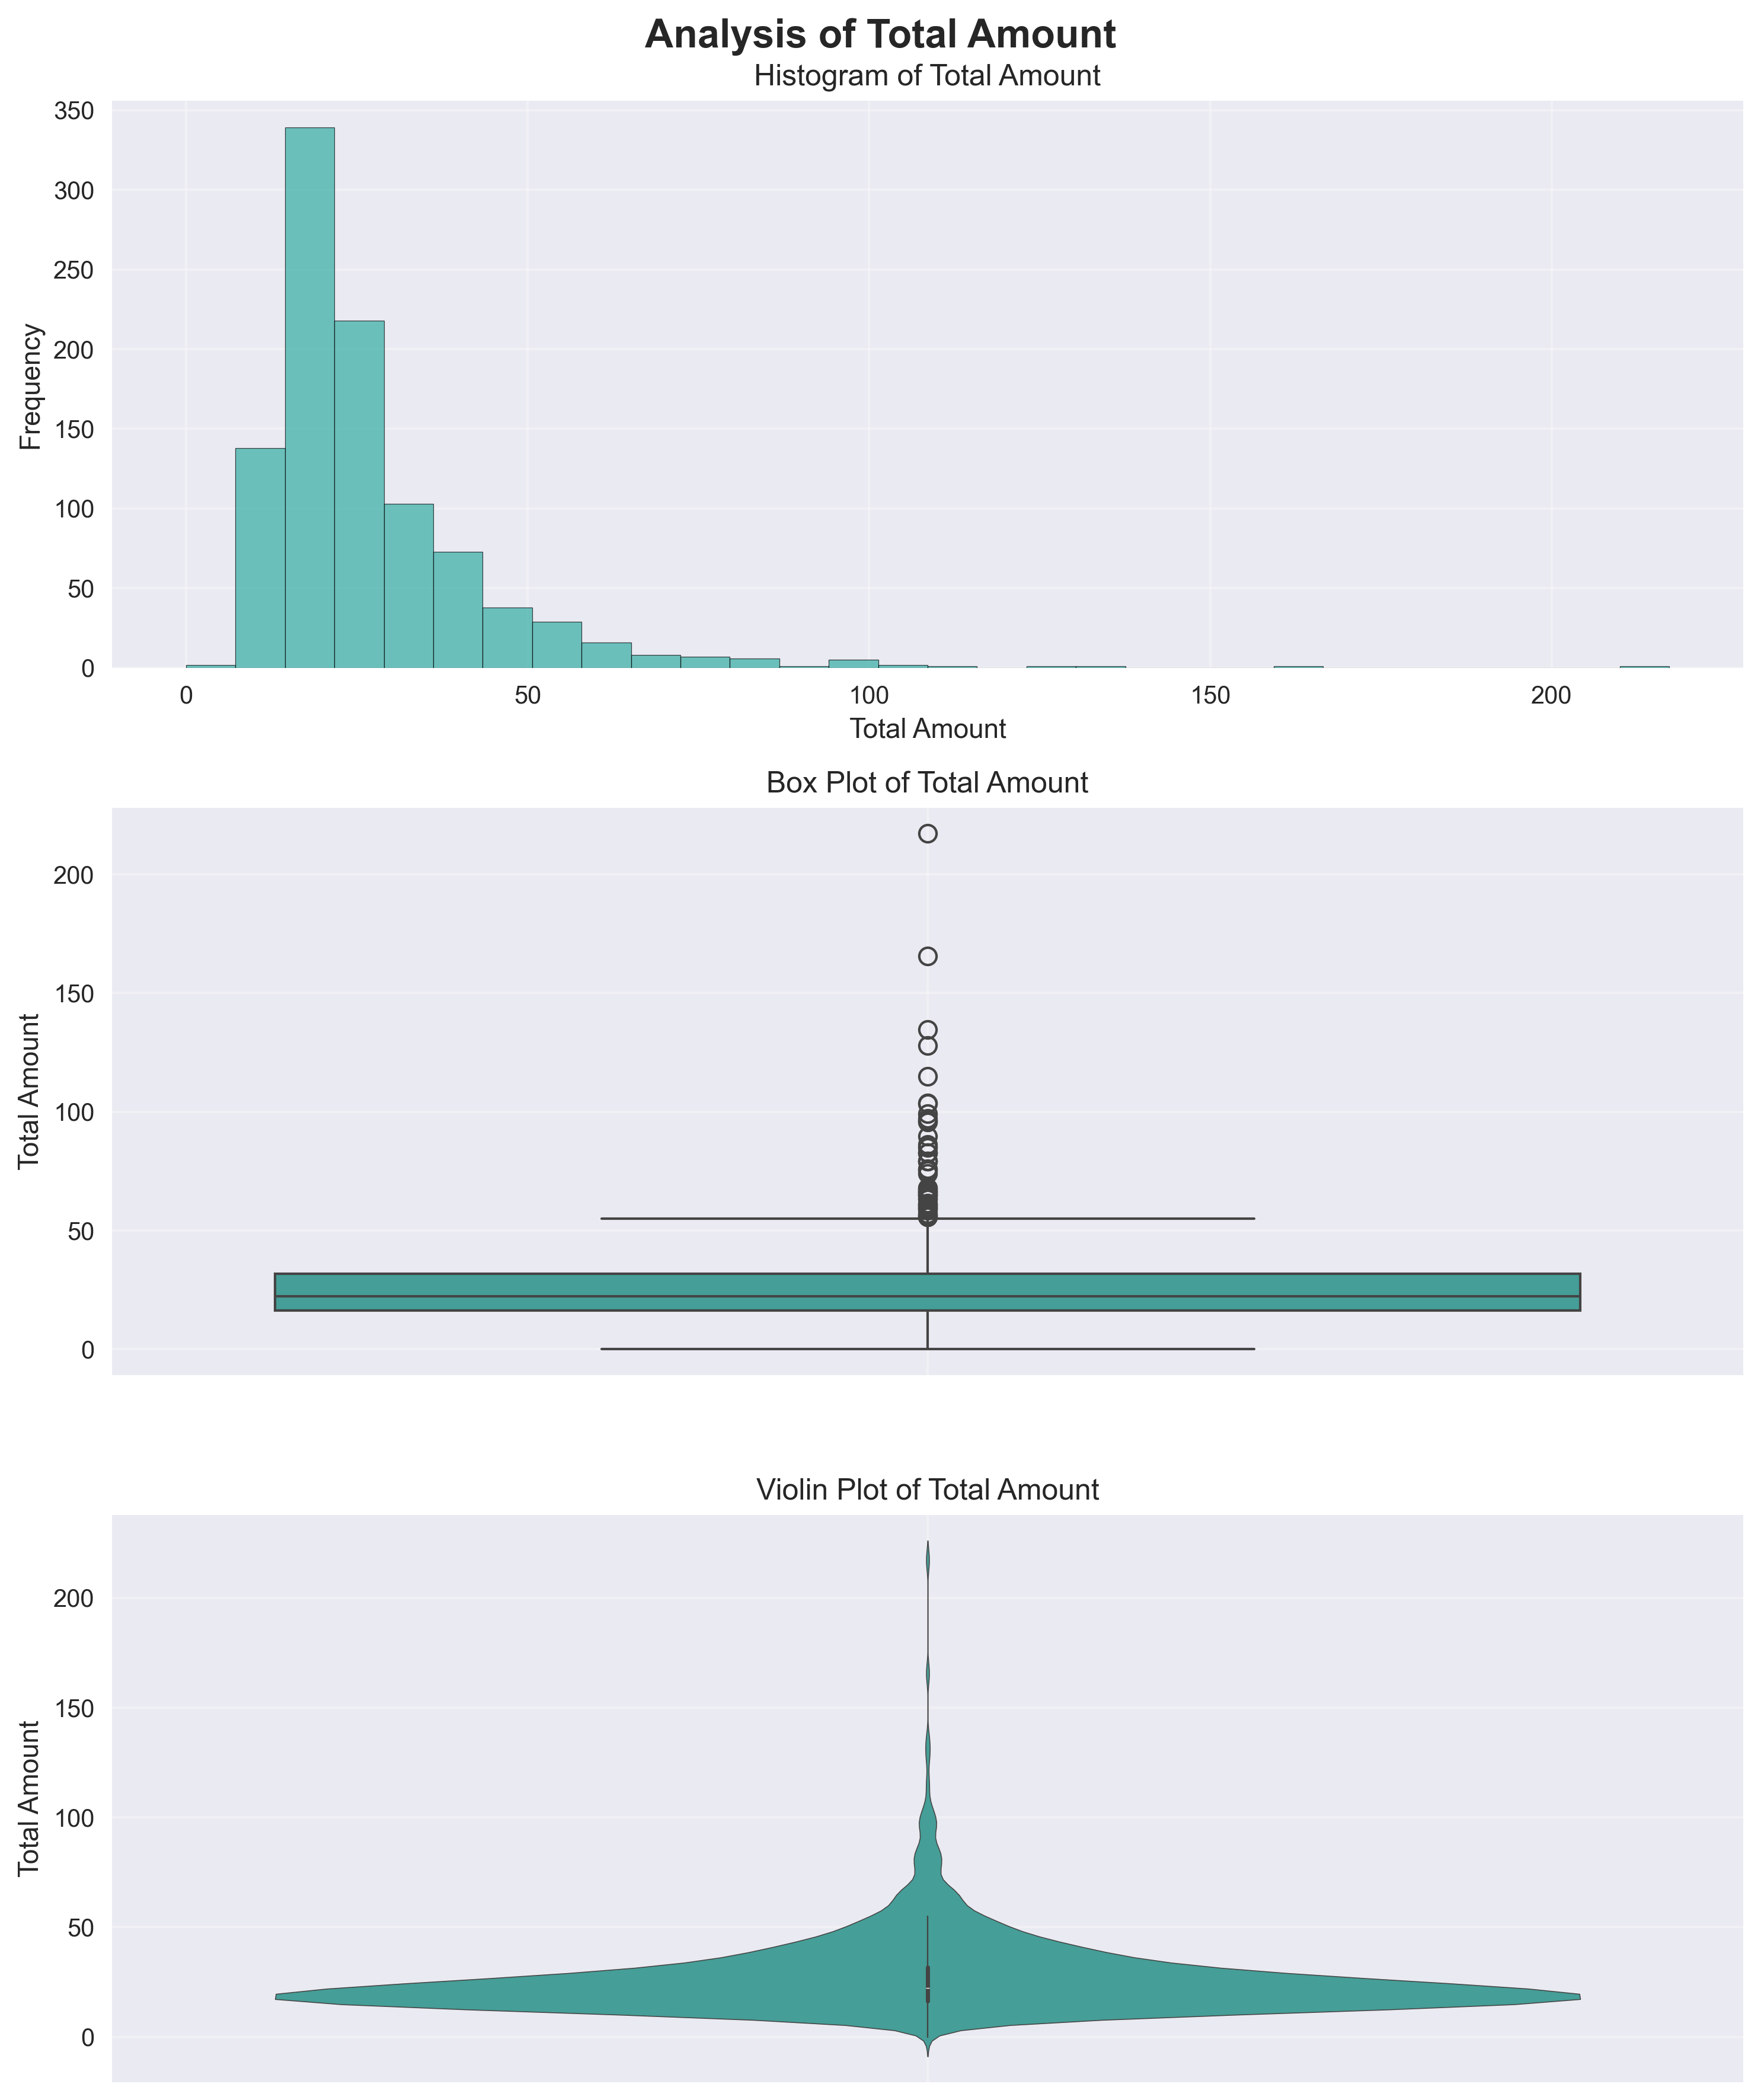 Analysis of Total Amount
Histogram of Total Amount
350
300
250
200
150
100
50
0
Frequency
0 50 100 150 200
Total Amount
Box Plot of Total Amount
200
150
100
50
0
Total Amount
Violin Plot of Total Amount
200
150
100
50
0
Total Amount